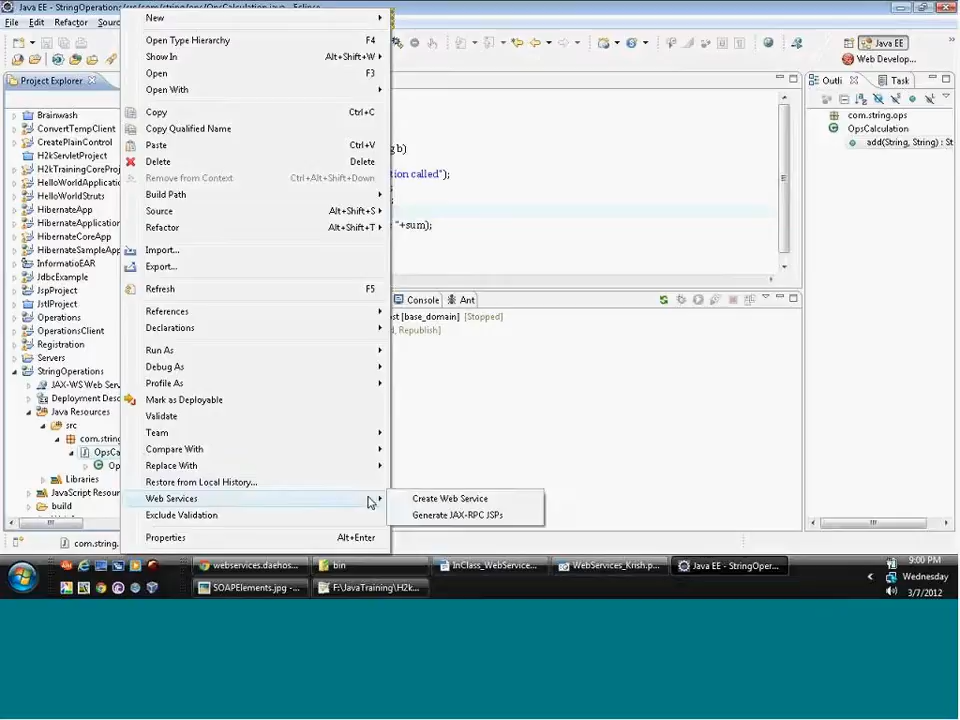 Java EE - StringOperations/src/com/string/ops/OpsCalculation.java - Eclipse
File Edit Refactor Sourc
Java EE
Web Develop...
Project Explorer
Brainwash
ConvertTempClient
CreatePlainControl
H2kServletProject
H2kTrainingCoreProj
HelloWorldApplicatio
HelloWorldStruts
HibernateApp
HibernateApplication
HibernateCoreApp
HibernateSampleApp
InformatioEAR
JdbcExample
JspProject
JstlProject
Operations
OperationsClient
Registration
Servers
StringOperations
JAX-WS Web Serv
Deployment Desc
Java Resources
src
com.string
OpsCa
Op
Libraries
JavaScript Resour
build
com.string.
New
Open Type Hierarchy F4
Show In Alt+Shift+W
Open F3
Open With
Copy Ctrl+C
Copy Qualified Name
Paste Ctrl+V
Delete Delete
Remove from Context Ctrl+Alt+Shift+Down
Build Path
Source Alt+Shift+S
Refactor Alt+Shift+T
Import...
Export...
Refresh F5
References
Declarations
Run As
Debug As
Profile As
Mark as Deployable
Validate
Team
Compare With
Replace With
Restore from Local History...
Web Services
Exclude Validation
Properties Alt+Enter
Create Web Service
Generate JAX-RPC JSPs
g b)
tion called");
"+sum);
Console Ant
st [base_domain] [Stopped]
d, Republish]
Outli Task
com.string.ops
OpsCalculation
add(String, String) : St
webservices.daehos...
bin
InClass_WebService...
WebServices_Krish.p...
Java EE - StringOper...
SOAPElements.jpg -...
F:\JavaTraining\H2k...
9:00 PM
Wednesday
3/7/2012